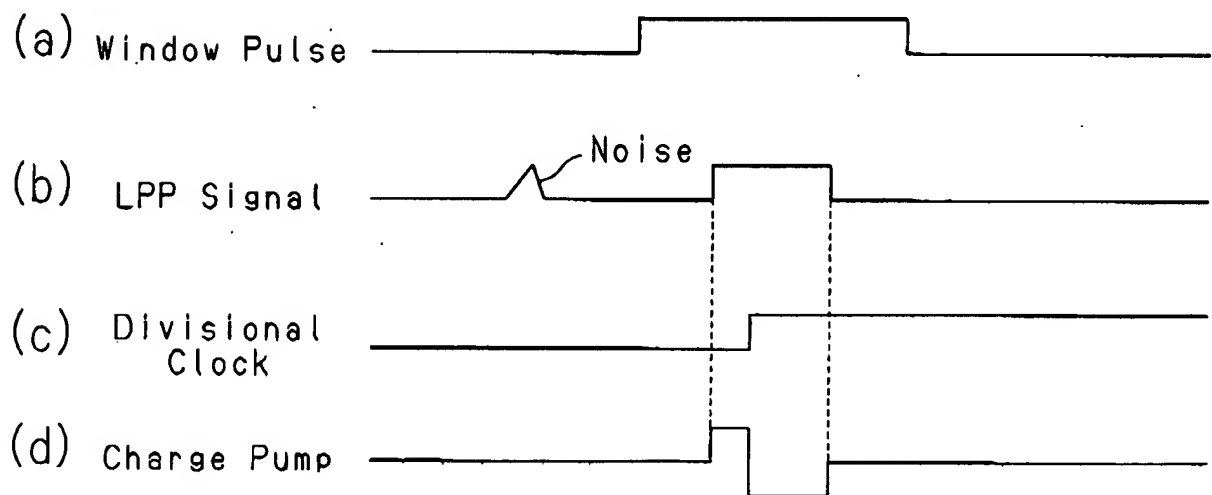 (a) Window Pulse
(b) LPP Signal
Noise
(c) Divisional
Clock
(d) Charge Pump